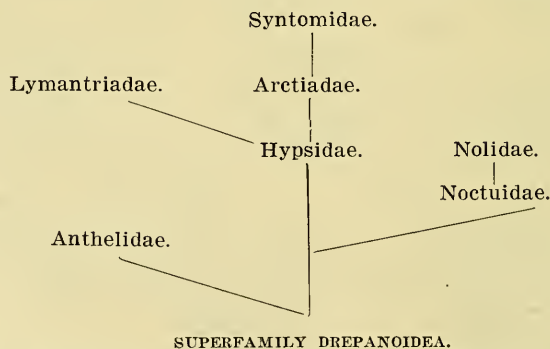 Syntomidae.
Lymantriadae. Arctiadae.
Hypsidae. Nolidae.
Noctuidae.
Anthelidae.
SUPERFAMILY DREPANOIDEA.